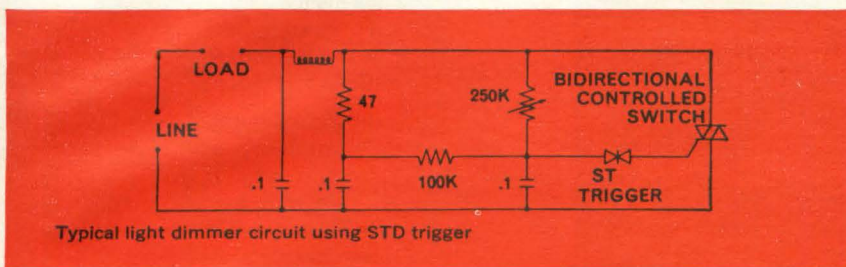 LOAD
LINE
47
250K
BIDIRECTIONAL
CONTROLLED
SWITCH
.1
.1
100K
.1
ST
TRIGGER
Typical light dimmer circuit using STD trigger